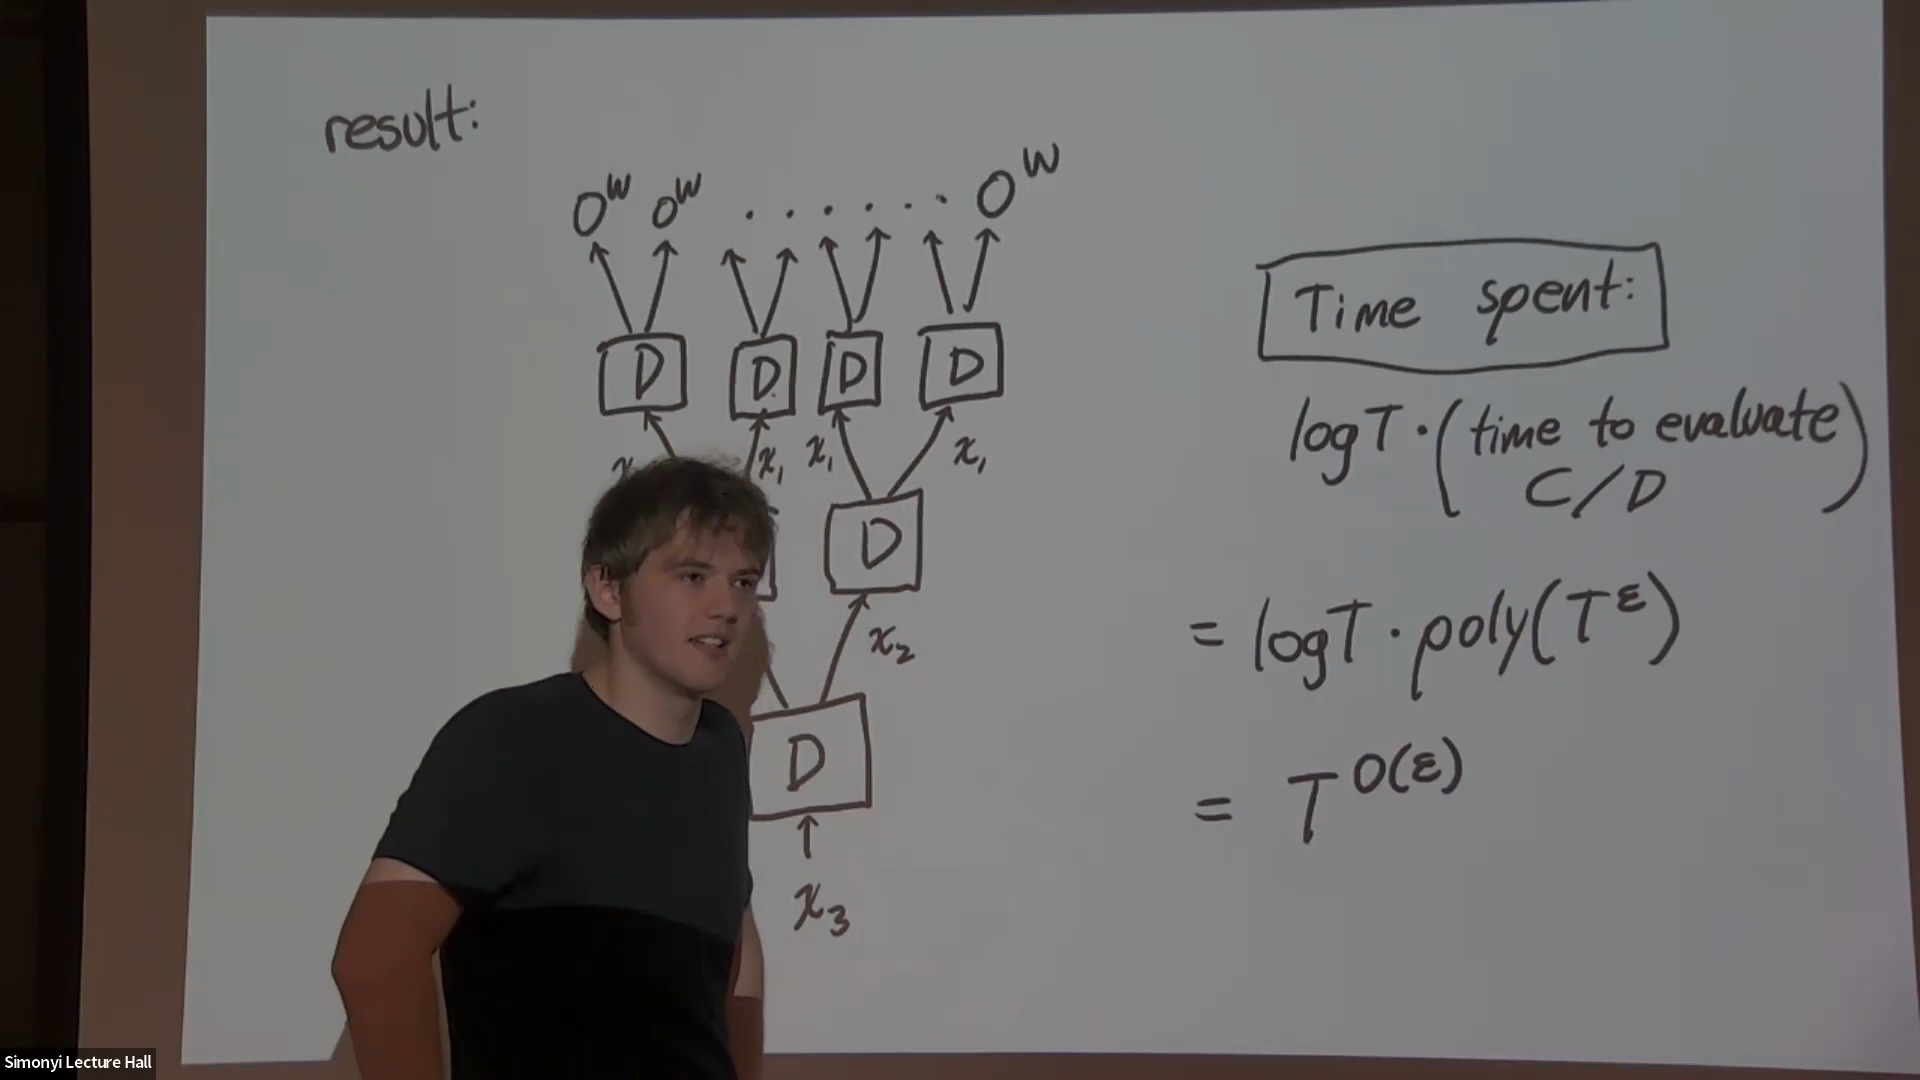 result:
0^w 0^w . . . . . . 0^w
D D D D
x₁ x₁ x₁
D
x₂
D
x₃
Time spent:
log T · (time to evaluate
C/D)
= log T · poly(T^ε)
= T^O(ε)
Simonyi Lecture Hall